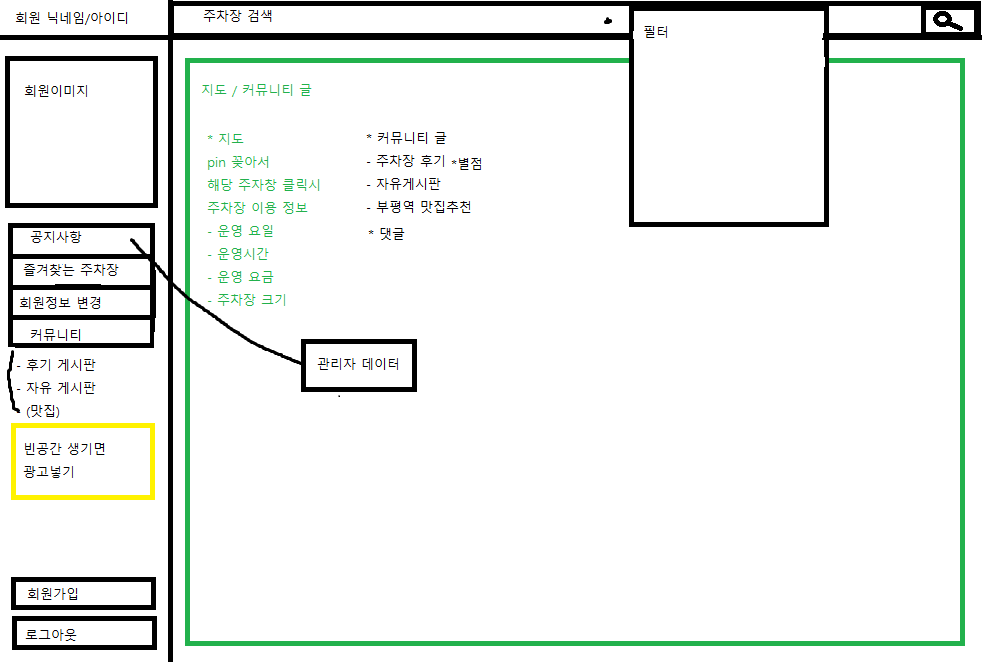 회원 닉네임/아이디
주차장 검색
필터
회원이미지
공지사항
즐겨찾는 주차장
회원정보 변경
커뮤니티
- 후기 게시판
- 자유 게시판
(맛집)
빈공간 생기면
광고넣기
회원가입
로그아웃
지도 / 커뮤니티 글
* 지도
pin 꽂아서
해당 주자창 클릭시
주차장 이용 정보
- 운영 요일
- 운영시간
- 운영 요금
- 주차장 크기
* 커뮤니티 글
- 주차장 후기 *별점
- 자유게시판
- 부평역 맛집추천
* 댓글
관리자 데이터